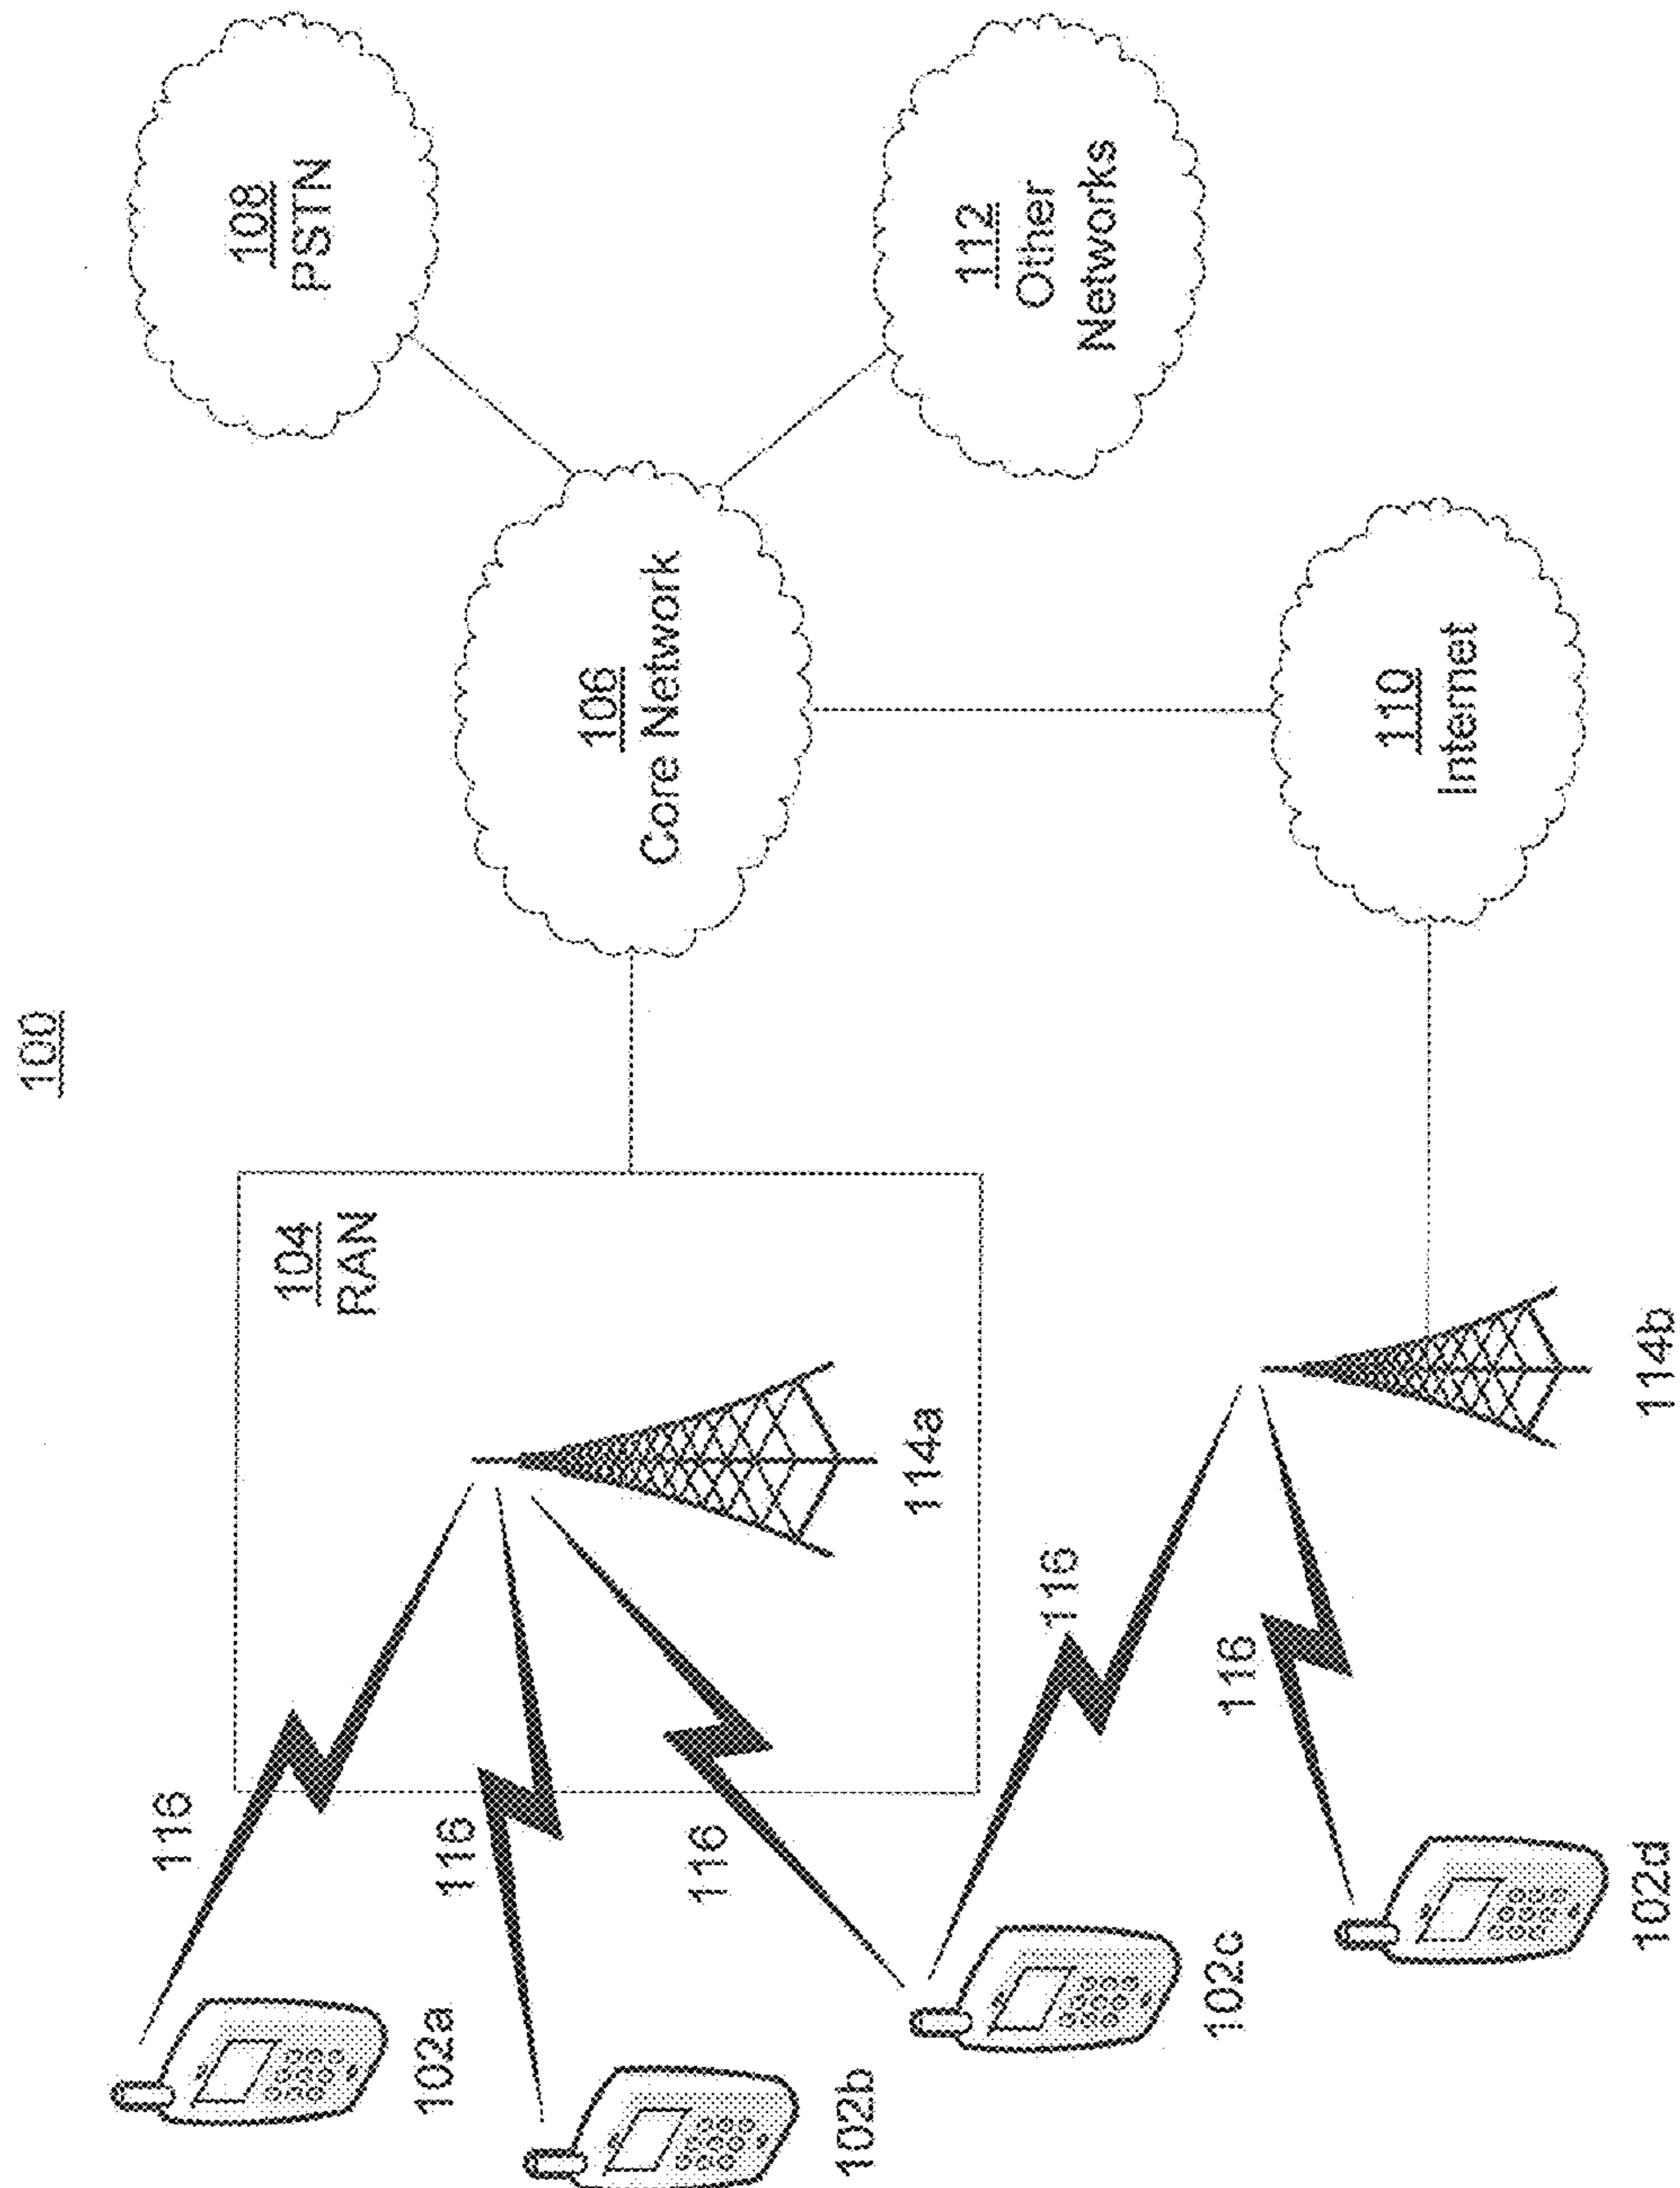 100
108
PSTN
106
Core Network
112
Other
Networks
110
Internet
104
RAN
114a
114b
116
116
116
116
116
102a
102b
102c
102d